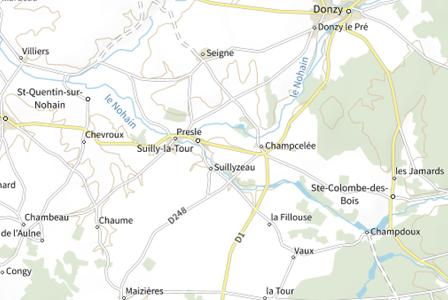 Donzy
Donzy le Pré
Villiers
Seigne
St-Quentin-sur-
Nohain
le Nohain
le Nohain
Chevroux
Presle
Suilly-la-Tour
Champcelée
Suillyzeau
les Jamards
Ste-Colombe-des-
Bois
nard
Chambeau
de l'Aulne
Chaume
D248
la Fillouse
Champdoux
D1
Vaux
Congy
Maizières
la Tour